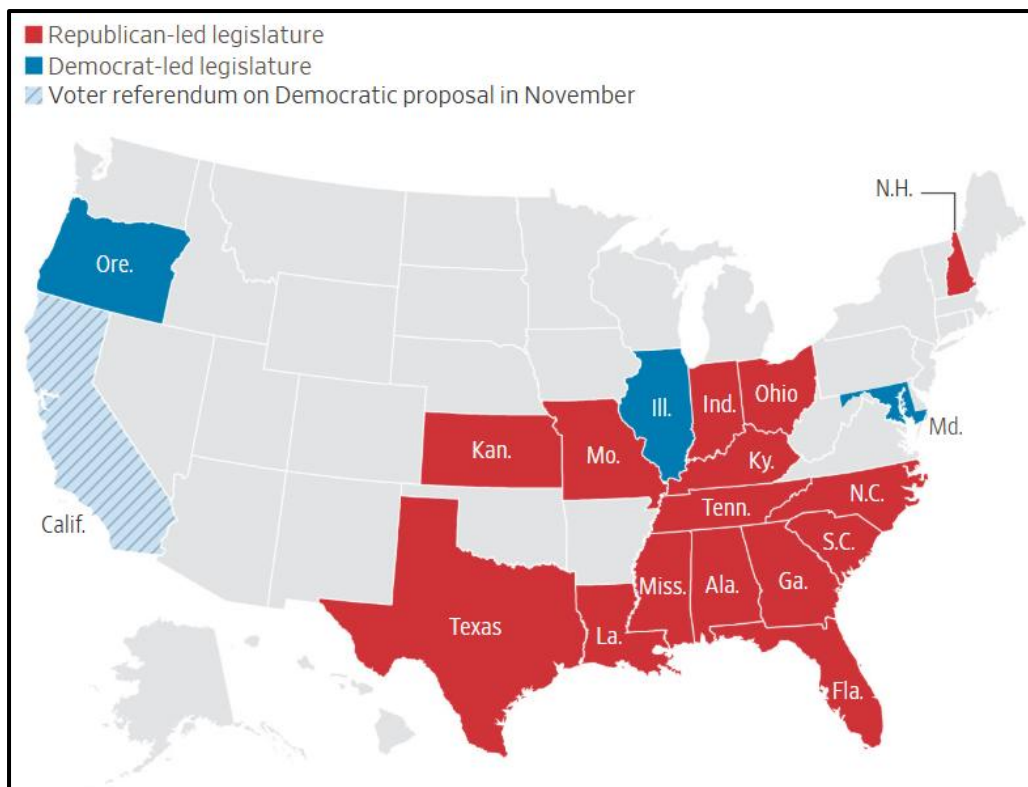 Republican-led legislature
Democrat-led legislature
Voter referendum on Democratic proposal in November
N.H.
Ore.
Ill.
Ind.
Ohio
Md.
Kan.
Mo.
Ky.
Calif.
Tenn.
N.C.
S.C.
Miss.
Ala.
Ga.
Texas
La.
Fla.